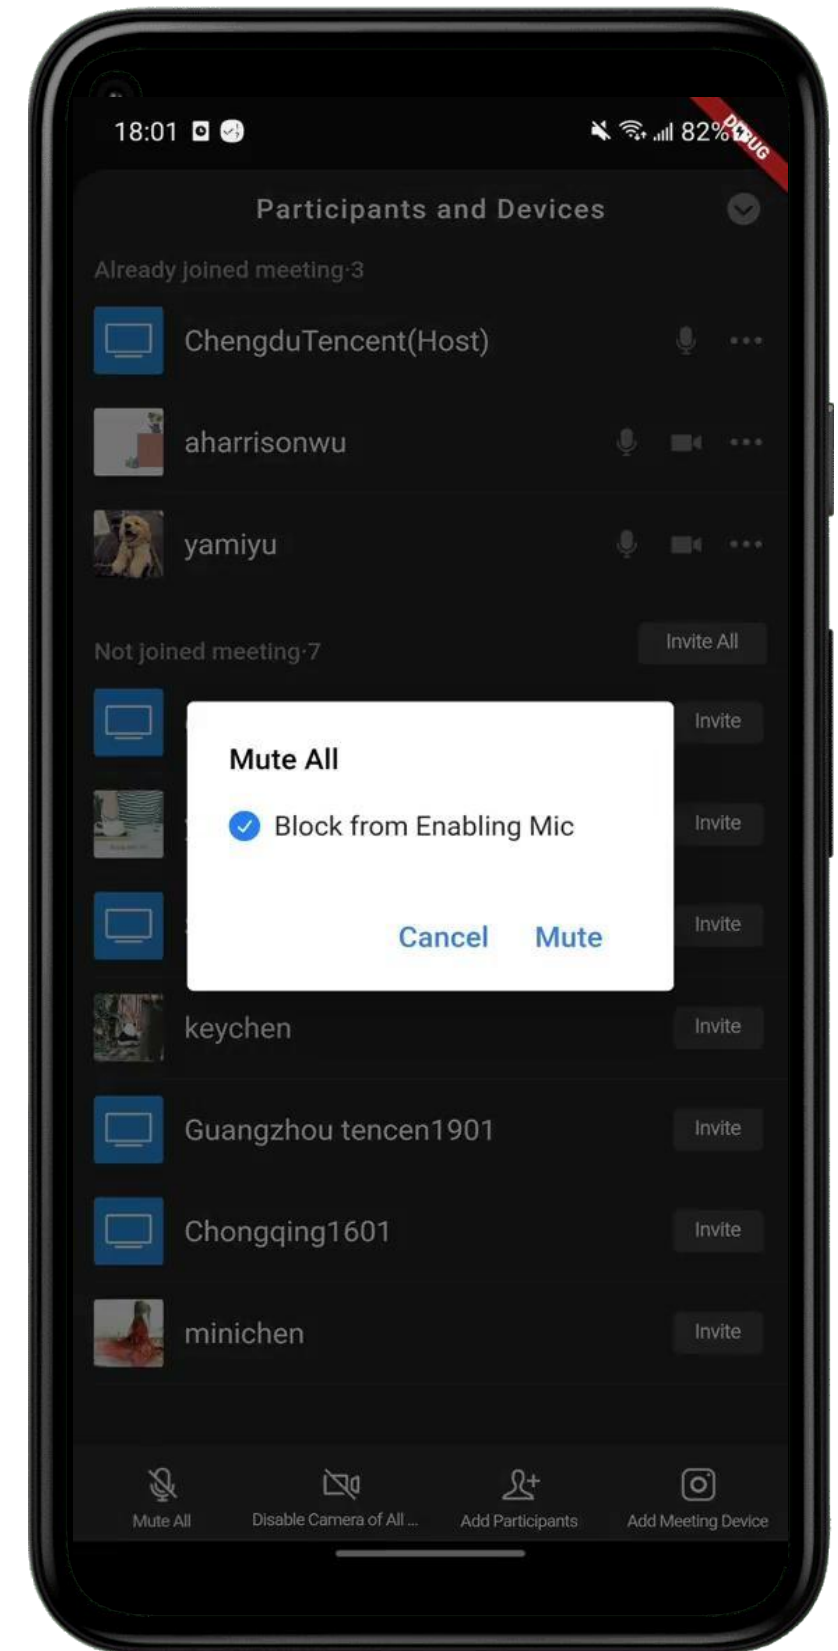 18:01
82%
DEBUG
Participants and Devices
Already joined meeting·3
ChengduTencent(Host)
aharrisonwu
yamiyu
Not joined meeting·7
Invite All
Invite
Mute All
Block from Enabling Mic
Invite
Cancel Mute
Invite
keychen
Invite
Guangzhou tencen1901
Invite
Chongqing1601
Invite
minichen
Invite
Mute All
Disable Camera of All ...
Add Participants
Add Meeting Device